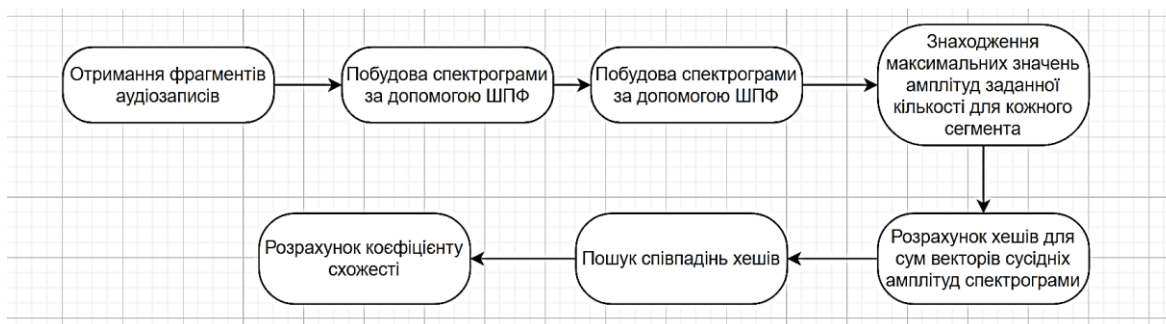 Отримання фрагментів
аудіозаписів
Побудова спектрограми
за допомогою ШПФ
Побудова спектрограми
за допомогою ШПФ
Знаходження
максимальних значень
амплітуд заданної
кількості для кожного
сегмента
Розрахунок хешів для
сум векторів сусідніх
амплітуд спектрограми
Пошук співпадінь хешів
Розрахунок коєфіцієнту
схожесті